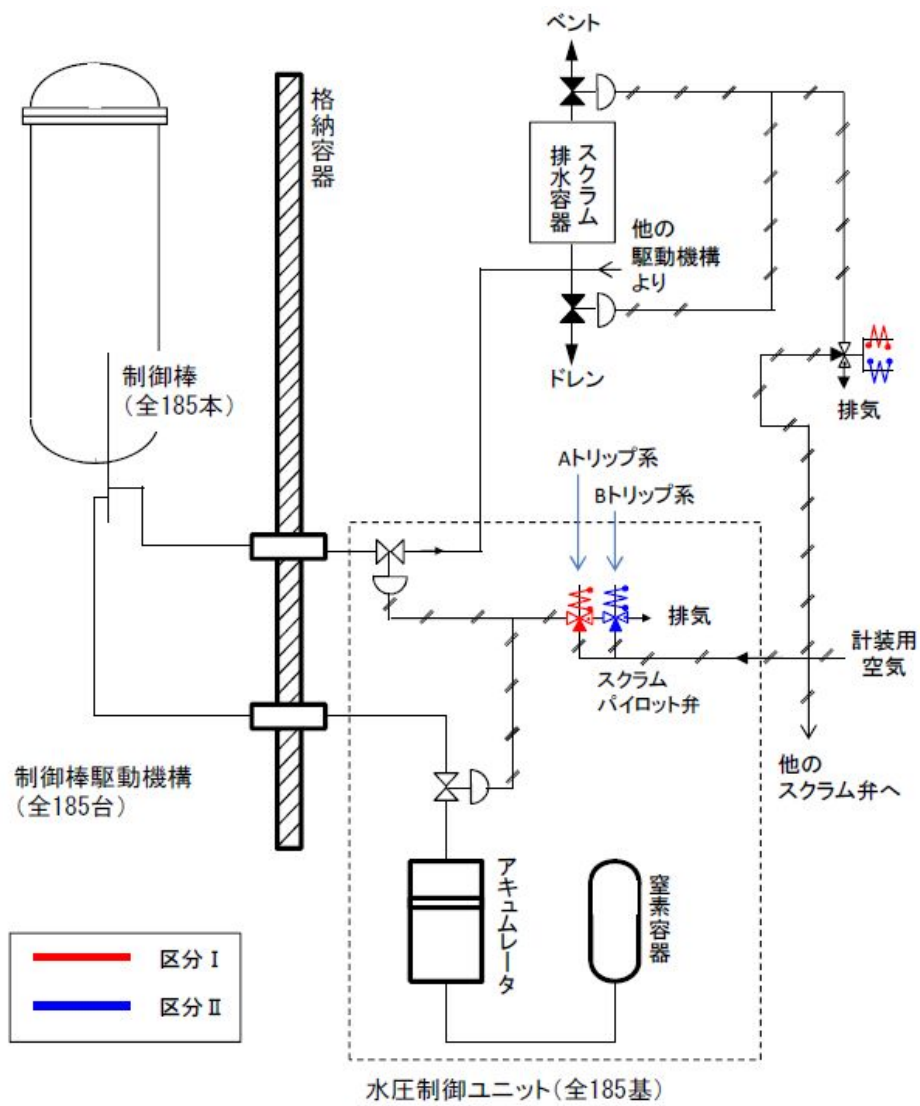 ベント
格納容器
スクラム
排水容器
他の
駆動機構
より
ドレン
排気
制御棒
（全185本）
Aトリップ系
Bトリップ系
排気
計装用
空気
スクラム
パイロット弁
他の
スクラム弁へ
制御棒駆動機構
（全185台）
アキュムレータ
窒素容器
区分Ⅰ
区分Ⅱ
水圧制御ユニット（全185基）